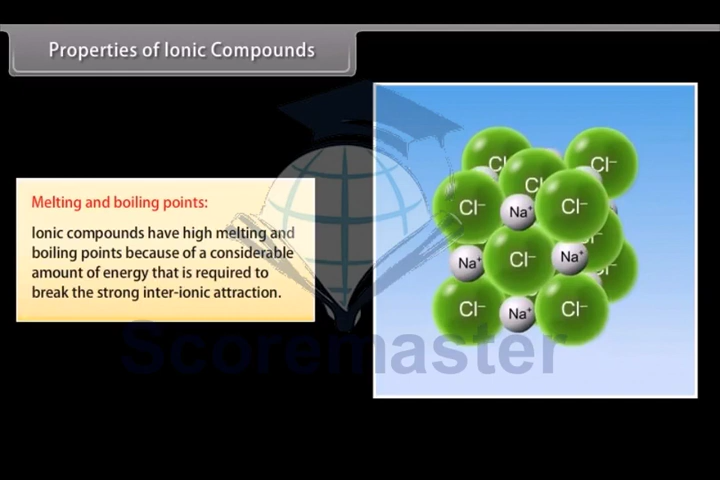 Properties of Ionic Compounds
Melting and boiling points:
Ionic compounds have high melting and
boiling points because of a considerable
amount of energy that is required to
break the strong inter-ionic attraction.
Cl⁻
Cl⁻
Cl
Cl⁻
Na⁺
Cl⁻
Cl⁻
Na⁺
Cl⁻
Na⁺
Cl⁻
Cl⁻
Na⁺
Cl⁻
Scoremaster